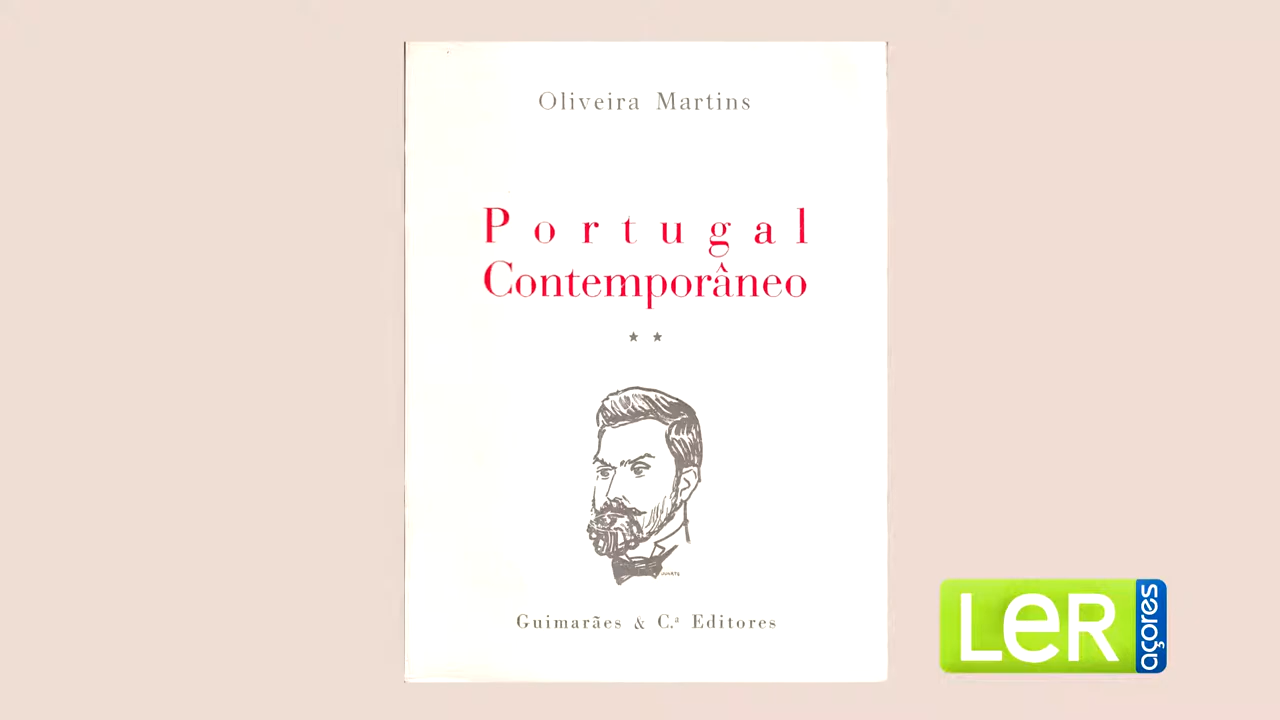 Oliveira Martins
Portugal
Contemporâneo
★ ★
Guimarães & C.ª Editores
LeR
açores